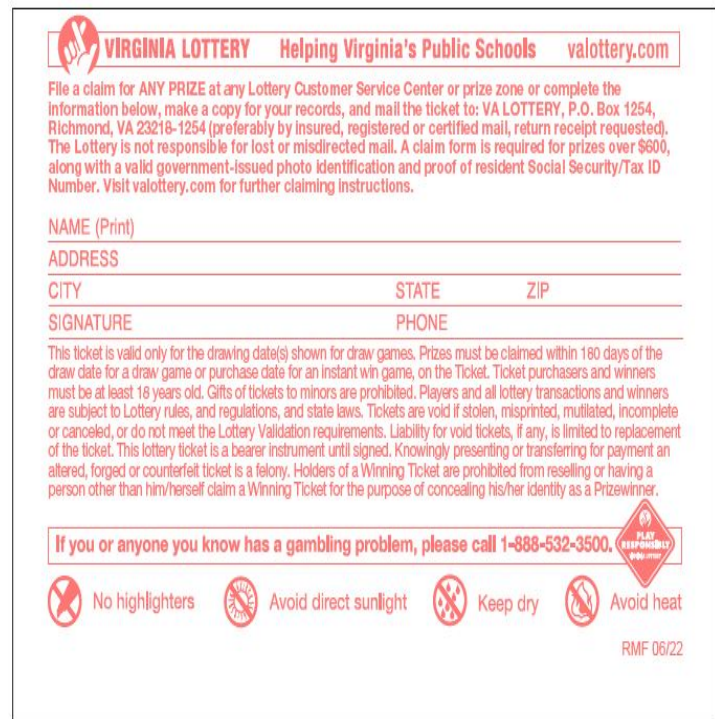 VIRGINIA LOTTERY Helping Virginia's Public Schools valottery.com
File a claim for ANY PRIZE at any Lottery Customer Service Center or prize zone or complete the
information below, make a copy for your records, and mail the ticket to: VA LOTTERY, P.O. Box 1254,
Richmond, VA 23218-1254 (preferably by insured, registered or certified mail, return receipt requested).
The Lottery is not responsible for lost or misdirected mail. A claim form is required for prizes over $600,
along with a valid government-issued photo identification and proof of resident Social Security/Tax ID
Number. Visit valottery.com for further claiming instructions.
NAME (Print)
ADDRESS
CITY STATE ZIP
SIGNATURE PHONE
This ticket is valid only for the drawing date(s) shown for draw games. Prizes must be claimed within 180 days of the
draw date for a draw game or purchase date for an instant win game, on the Ticket. Ticket purchasers and winners
must be at least 18 years old. Gifts of tickets to minors are prohibited. Players and all lottery transactions and winners
are subject to Lottery rules, and regulations, and state laws. Tickets are void if stolen, misprinted, mutilated, incomplete
or canceled, or do not meet the Lottery Validation requirements. Liability for void tickets, if any, is limited to replacement
of the ticket. This lottery ticket is a bearer instrument until signed. Knowingly presenting or transferring for payment an
altered, forged or counterfeit ticket is a felony. Holders of a Winning Ticket are prohibited from reselling or having a
person other than him/herself claim a Winning Ticket for the purpose of concealing his/her identity as a Prizewinner.
If you or anyone you know has a gambling problem, please call 1-888-532-3500.
PLAY
RESPONSIBLY
LOTTERY
No highlighters Avoid direct sunlight Keep dry Avoid heat
RMF 06/22